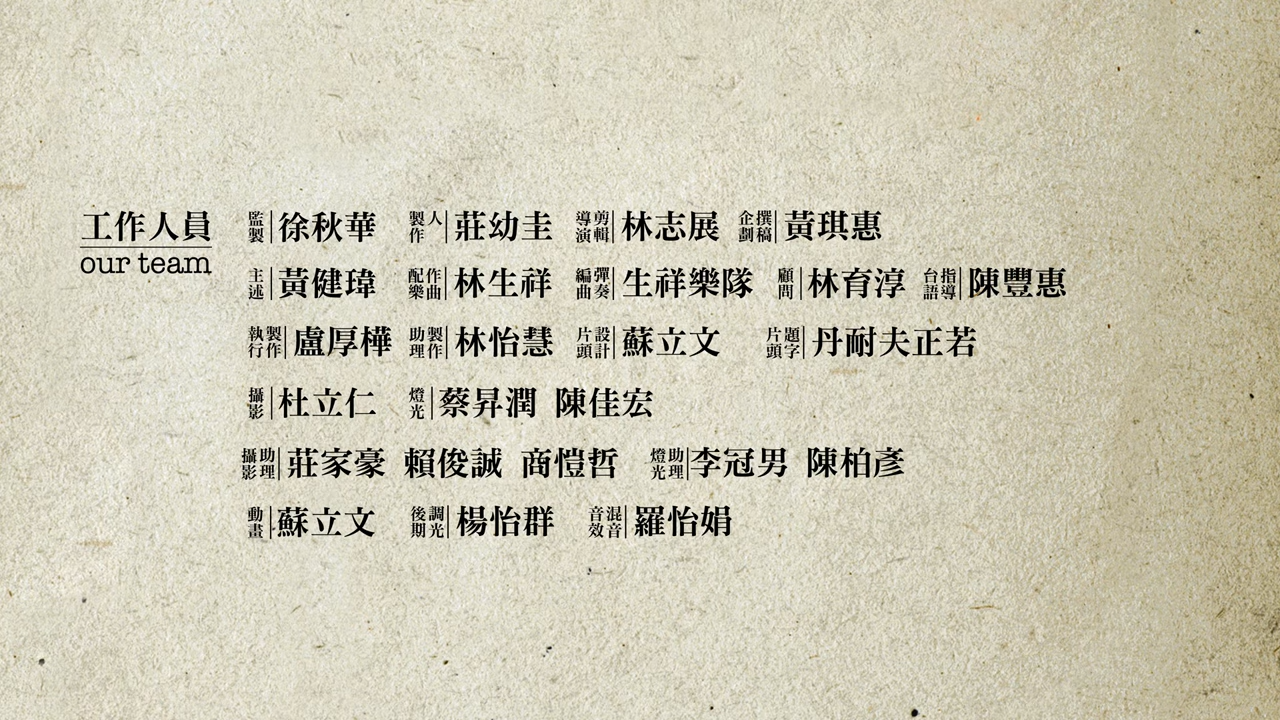 工作人員
our team
監製 徐秋華 製作人 莊幼圭 導演剪輯 林志展 企劃撰稿 黃琪惠
主述 黃健瑋 配樂作曲 林生祥 編曲彈奏 生祥樂隊 顧問 林育淳 台語指導 陳豐惠
執行製作 盧厚樺 助理製作 林怡慧 片頭設計 蘇立文 片頭題字 丹耐夫正若
攝影 杜立仁 燈光 蔡昇潤 陳佳宏
攝影助理 莊家豪 賴俊誠 商愷哲 燈光助理 李冠男 陳柏彥
動畫 蘇立文 後期調光 楊怡群 音效混音 羅怡娟